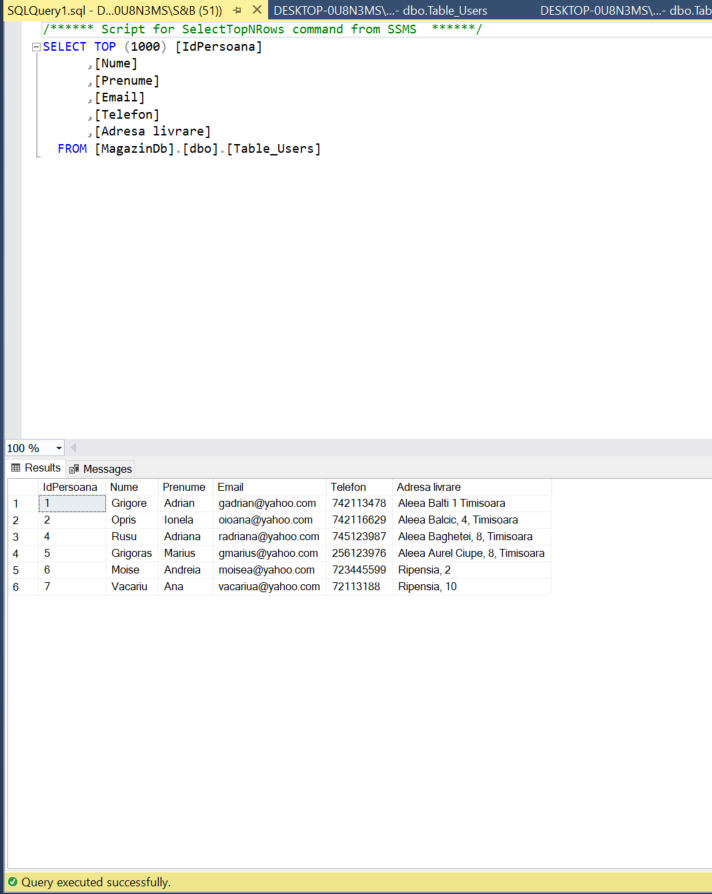 SQLQuery1.sql - D...0U8N3MS\S&B (51)) DESKTOP-0U8N3MS\...- dbo.Table_Users DESKTOP-0U8N3MS\...- dbo.Tab
/****** Script for SelectTopNRows command from SSMS ******/
SELECT TOP (1000) [IdPersoana]
,[Nume]
,[Prenume]
,[Email]
,[Telefon]
,[Adresa livrare]
FROM [MagazinDb].[dbo].[Table_Users]
100 %
Results Messages
IdPersoana Nume Prenume Email Telefon Adresa livrare
1 1 Grigore Adrian gadrian@yahoo.com 742113478 Aleea Balti 1 Timisoara
2 2 Opris Ionela oioana@yahoo.com 742116629 Aleea Balcic, 4, Timisoara
3 4 Rusu Adriana radriana@yahoo.com 745123987 Aleea Baghetei, 8, Timisoara
4 5 Grigoras Marius gmarius@yahoo.com 256123976 Aleea Aurel Ciupe, 8, Timisoara
5 6 Moise Andreia moisea@yahoo.com 723445599 Ripensia, 2
6 7 Vacariu Ana vacariua@yahoo.com 72113188 Ripensia, 10
Query executed successfully.